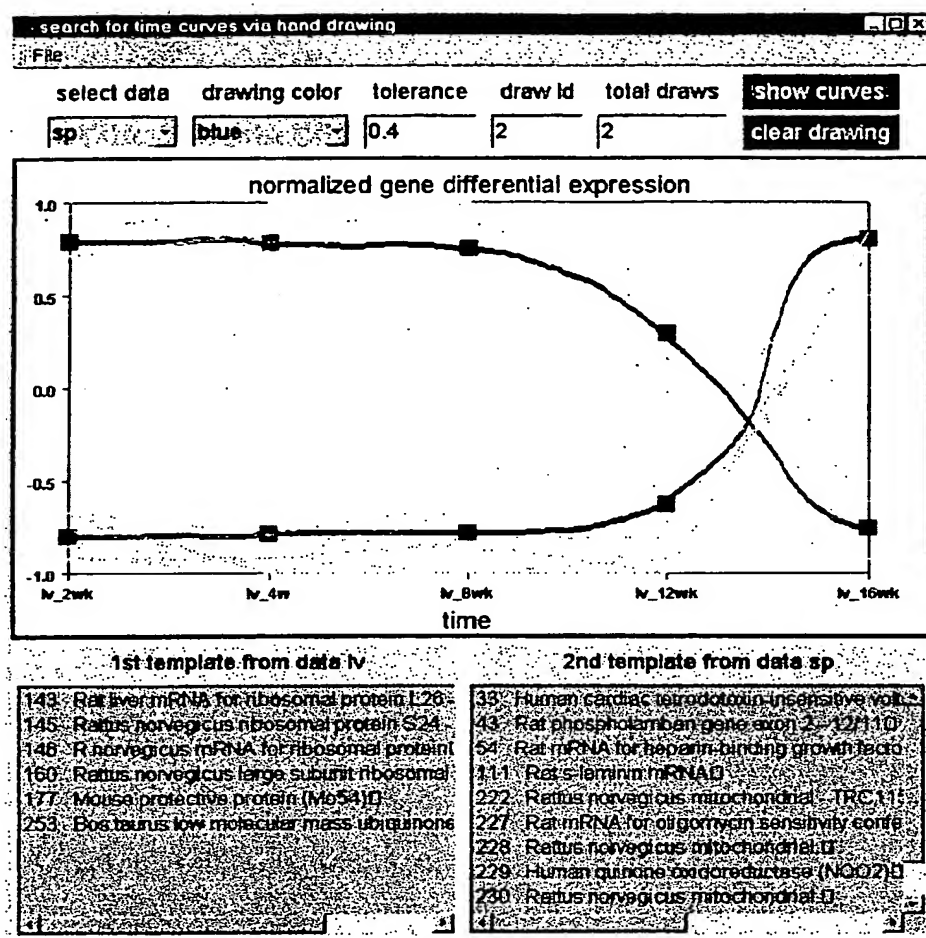 search for time curves via hand drawing
File
select data drawing color tolerance draw id total draws show curves
sp blue 0.4 2 2 clear drawing
normalized gene differential expression
1.0
0.5
0.0
-0.5
-1.0
lv_2wk lv_4w lv_8wk lv_12wk lv_16wk
time
1st template from data lv
143: Rat liver mRNA for ribosomal protein L26
145: Rattus norvegicus ribosomal protein S24
148: R.norvegicus mRNA for ribosomal protein
160: Rattus norvegicus large subunit ribosomal
177: Mouse protective protein (Mo54)
253: Bos taurus low molecular mass ubiquinone
2nd template from data sp
33: Human cardiac tetrodotoxin-insensitive volt
43: Rat phospholamban gene exon 2--12/11
54: Rat mRNA for heparin-binding growth facto
111: Rat s-laminin mRNA
222: Rattus norvegicus mitochondrial--TRC11
227: Rat mRNA for oligomycin sensitivity confe
228: Rattus norvegicus mitochondrial
229: Human quinone oxidoreductase (NQO2)
230: Rattus norvegicus mitochondrial